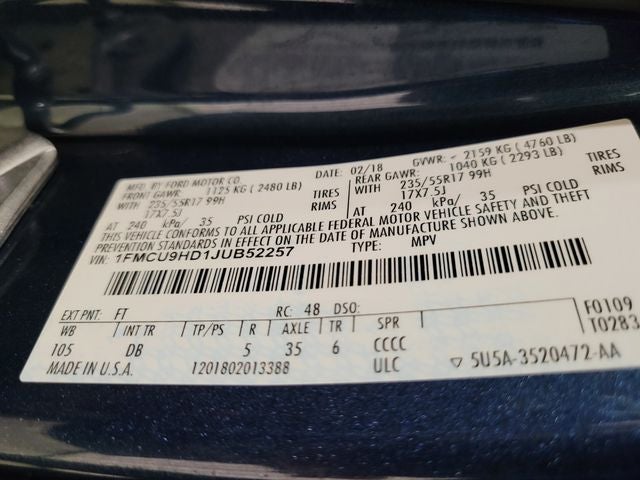 MFD. BY FORD MOTOR CO.
DATE: 02/18
GVWR: - 2159 KG ( 4760 LB )
FRONT GAWR: 1125 KG ( 2480 LB )
REAR GAWR: 1040 KG ( 2293 LB )
WITH 235/55R17 99H TIRES
WITH 235/55R17 99H TIRES
17X7.5J RIMS
17X7.5J RIMS
AT 240 kPa/ 35 PSI COLD
AT 240 kPa/ 35 PSI COLD
THIS VEHICLE CONFORMS TO ALL APPLICABLE FEDERAL MOTOR VEHICLE SAFETY AND THEFT
PREVENTION STANDARDS IN EFFECT ON THE DATE OF MANUFACTURE SHOWN ABOVE.
VIN: 1FMCU9HD1JUB52257
TYPE: MPV
EXT PNT: FT RC: 48 DSO:
F0109
T0283
WB INT TR TP/PS R AXLE TR SPR
105 DB 5 35 6 CCCC
MADE IN U.S.A. 1201802013388 ULC ▽ 5U5A-3520472-AA